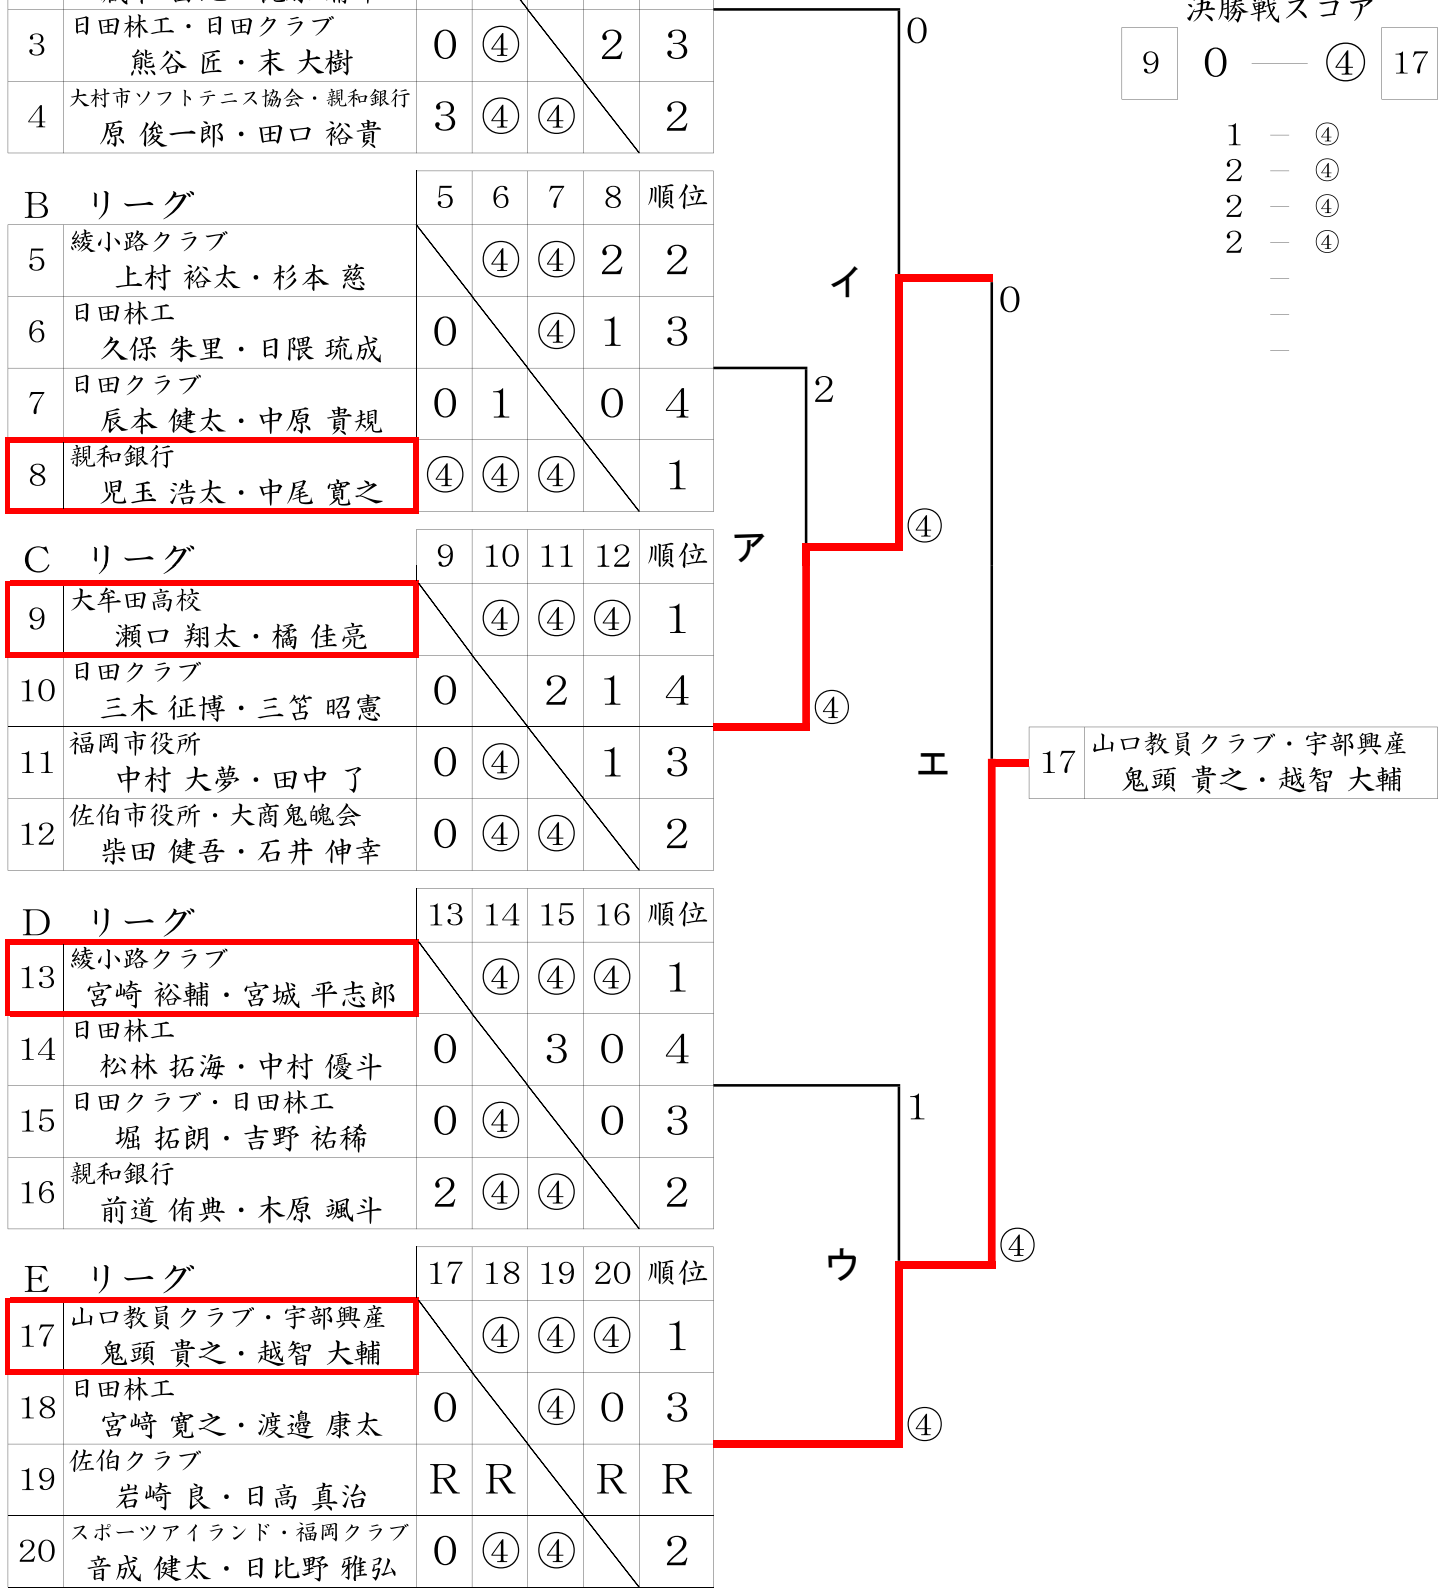 決勝戦スコア
9 0 ― ④ 17
1 ― ④
2 ― ④
2 ― ④
2 ― ④
3 日田林工・日田クラブ
熊谷 匠・末 大樹 0 ④ 2 3
4 大村市ソフトテニス協会・親和銀行
原 俊一郎・田口 裕貴 3 ④ ④ 2
B リーグ 5 6 7 8 順位
5 綾小路クラブ
上村 裕太・杉本 慈 ④ ④ 2 2
6 日田林工
久保 朱里・日隈 琉成 0 ④ 1 3
7 日田クラブ
辰本 健太・中原 貴規 0 1 0 4
8 親和銀行
児玉 浩太・中尾 寛之 ④ ④ ④ 1
C リーグ 9 10 11 12 順位
9 大牟田高校
瀬口 翔太・橘 佳亮 ④ ④ ④ 1
10 日田クラブ
三木 征博・三笘 昭憲 0 2 1 4
11 福岡市役所
中村 大夢・田中 了 0 ④ 1 3
12 佐伯市役所・大商鬼魄会
柴田 健吾・石井 伸幸 0 ④ ④ 2
D リーグ 13 14 15 16 順位
13 綾小路クラブ
宮崎 裕輔・宮城 平志郎 ④ ④ ④ 1
14 日田林工
松林 拓海・中村 優斗 0 3 0 4
15 日田クラブ・日田林工
堀 拓朗・吉野 祐稀 0 ④ 0 3
16 親和銀行
前道 侑典・木原 颯斗 2 ④ ④ 2
E リーグ 17 18 19 20 順位
17 山口教員クラブ・宇部興産
鬼頭 貴之・越智 大輔 ④ ④ ④ 1
18 日田林工
宮﨑 寛之・渡邉 康太 0 ④ 0 3
19 佐伯クラブ
岩崎 良・日高 真治 R R R R
20 スポーツアイランド・福岡クラブ
音成 健太・日比野 雅弘 0 ④ ④ 2
0
イ
0
2
④
ア
④
エ
17 山口教員クラブ・宇部興産
鬼頭 貴之・越智 大輔
1
ウ
④
④